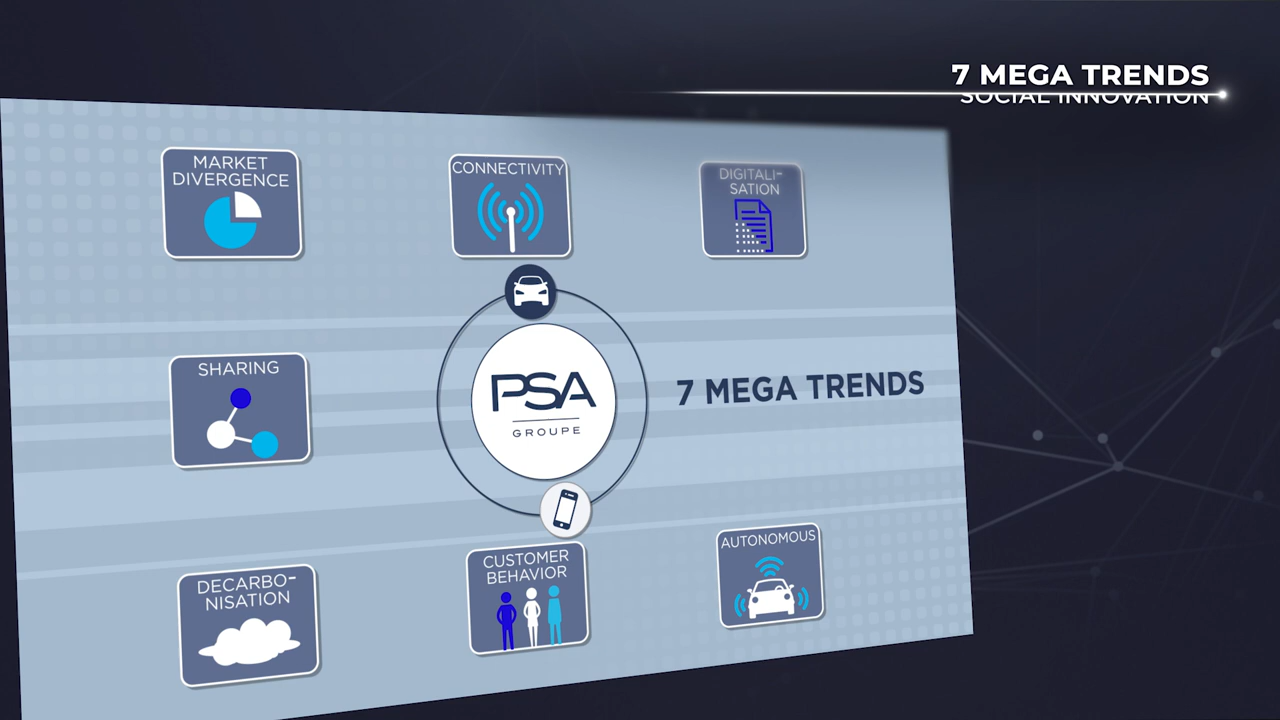 7 MEGA TRENDS
SOCIAL INNOVATION
MARKET
DIVERGENCE
CONNECTIVITY
DIGITALI-
SATION
SHARING
PSA
GROUPE
7 MEGA TRENDS
DECARBO-
NISATION
CUSTOMER
BEHAVIOR
AUTONOMOUS